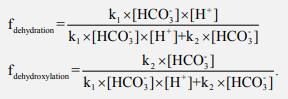 f_dehydration = k₁×[HCO₃⁻]×[H⁺] / k₁×[HCO₃⁻]×[H⁺]+k₂×[HCO₃⁻]
f_dehydroxylation = k₂×[HCO₃⁻] / k₁×[HCO₃⁻]×[H⁺]+k₂×[HCO₃⁻].